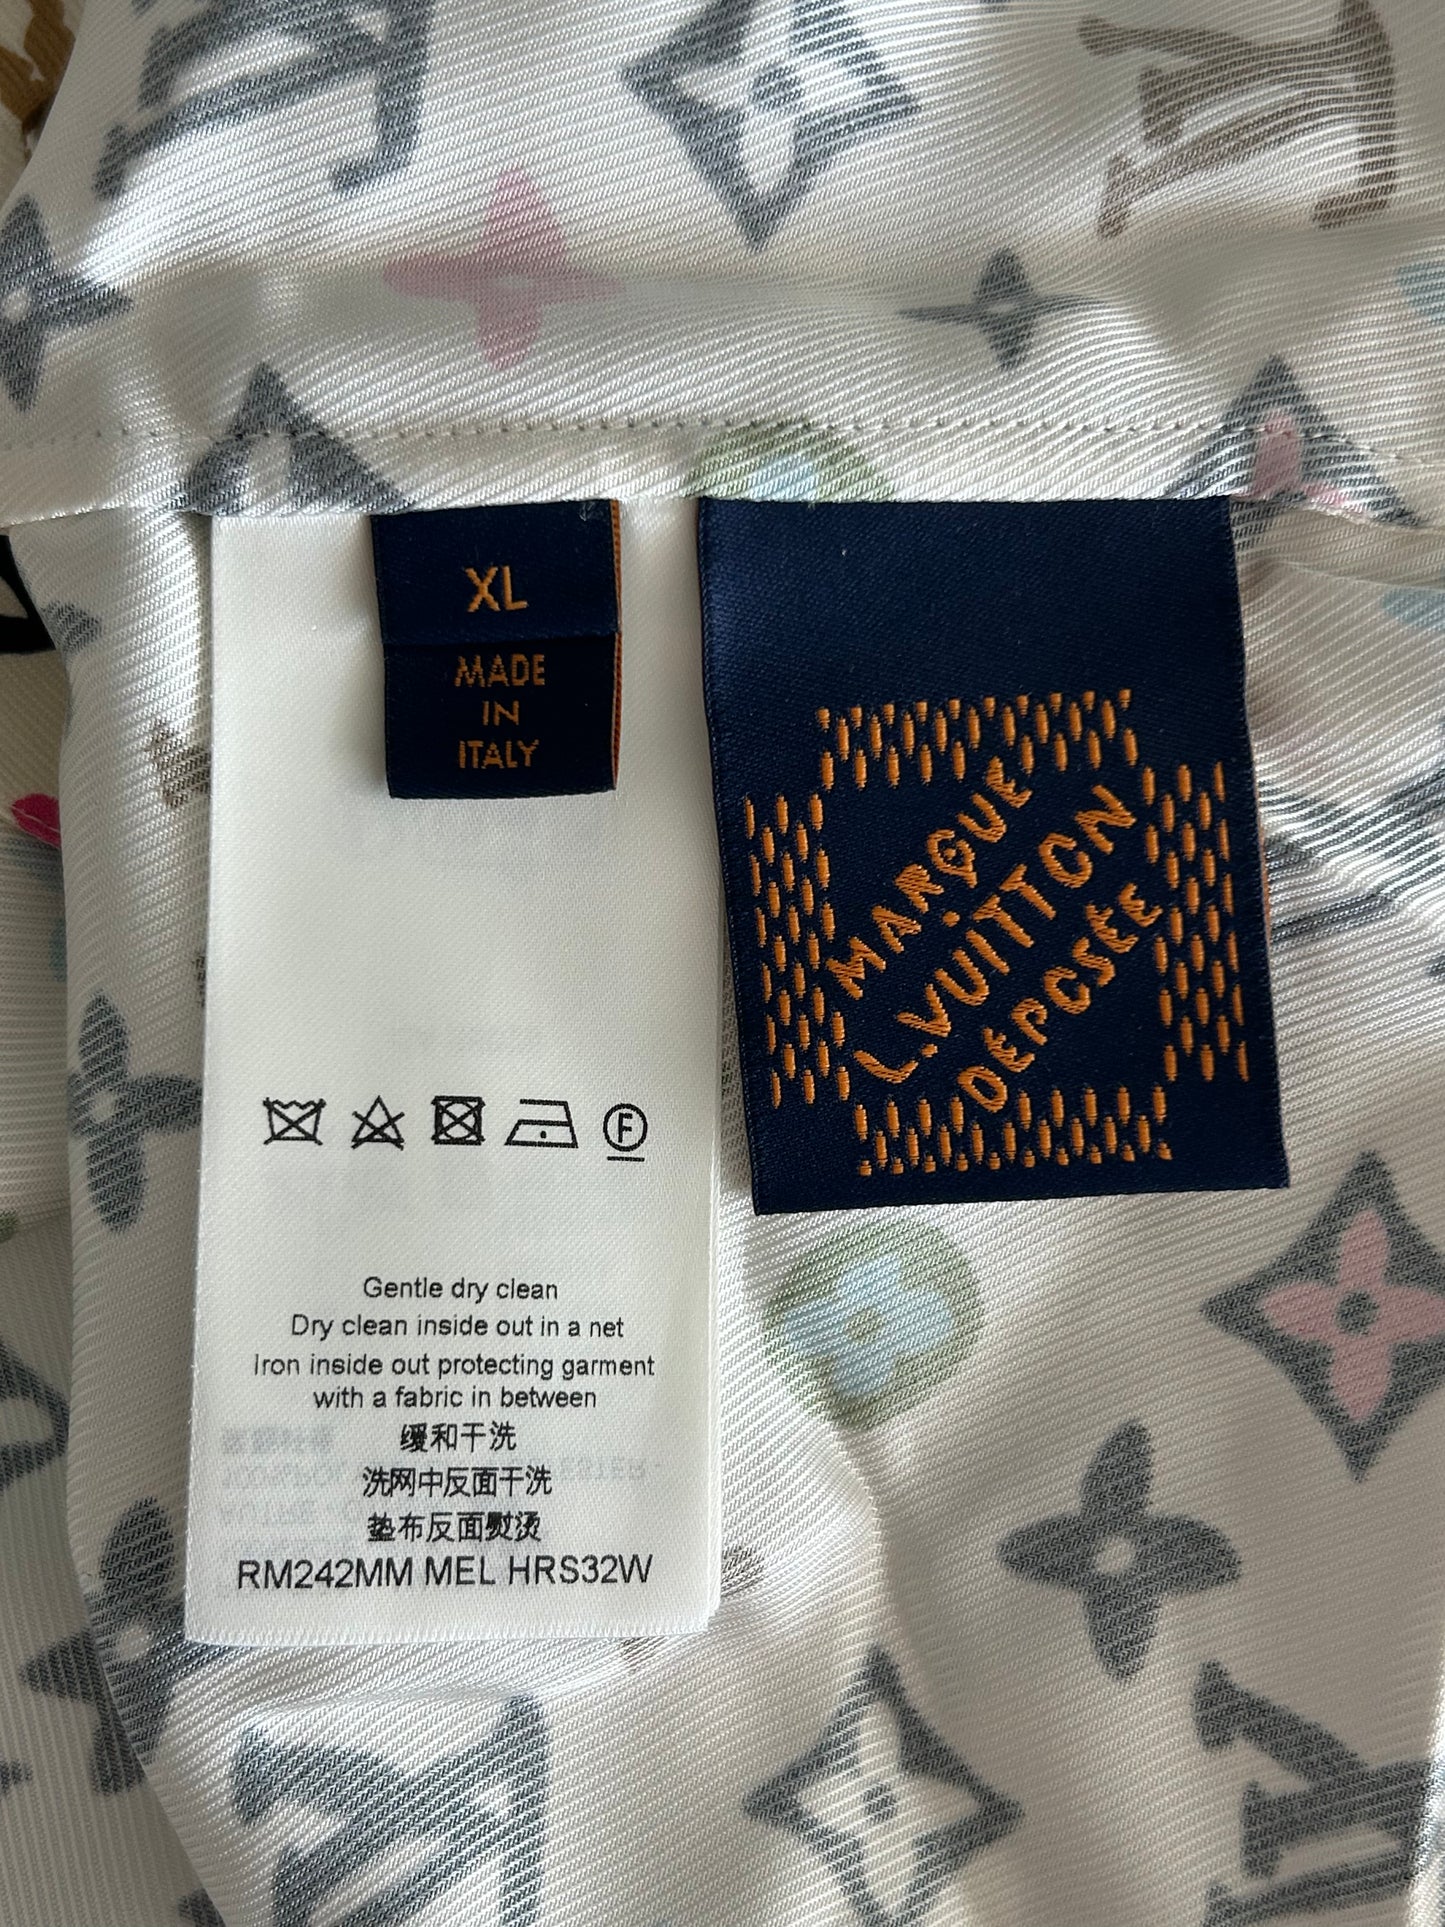 XL
MADE
IN
ITALY
MARQUE
L.VUITTON
DÉPOSÉE
F
Gentle dry clean
Dry clean inside out in a net
Iron inside out protecting garment
with a fabric in between
缓和干洗
洗网中反面干洗
垫布反面熨烫
RM242MM MEL HRS32W